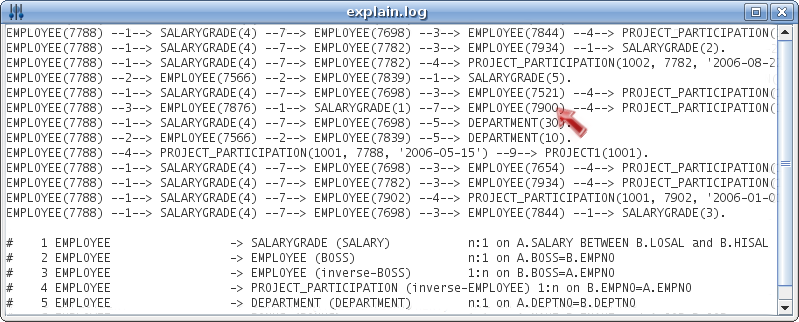 explain.log
EMPLOYEE(7788) --1--> SALARYGRADE(4) --7--> EMPLOYEE(7698) --3--> EMPLOYEE(7844) --4--> PROJECT_PARTICIPATION(
EMPLOYEE(7788) --1--> SALARYGRADE(4) --7--> EMPLOYEE(7782) --3--> EMPLOYEE(7934) --1--> SALARYGRADE(2).
EMPLOYEE(7788) --1--> SALARYGRADE(4) --7--> EMPLOYEE(7782) --4--> PROJECT_PARTICIPATION(1002, 7782, '2006-08-2
EMPLOYEE(7788) --2--> EMPLOYEE(7566) --2--> EMPLOYEE(7839) --1--> SALARYGRADE(5).
EMPLOYEE(7788) --1--> SALARYGRADE(4) --7--> EMPLOYEE(7698) --3--> EMPLOYEE(7521) --4--> PROJECT_PARTICIPATION(
EMPLOYEE(7788) --3--> EMPLOYEE(7876) --1--> SALARYGRADE(1) --7--> EMPLOYEE(7900) --4--> PROJECT_PARTICIPATION(
EMPLOYEE(7788) --1--> SALARYGRADE(4) --7--> EMPLOYEE(7698) --5--> DEPARTMENT(30).
EMPLOYEE(7788) --2--> EMPLOYEE(7566) --2--> EMPLOYEE(7839) --5--> DEPARTMENT(10).
EMPLOYEE(7788) --4--> PROJECT_PARTICIPATION(1001, 7788, '2006-05-15') --9--> PROJECT1(1001).
EMPLOYEE(7788) --1--> SALARYGRADE(4) --7--> EMPLOYEE(7698) --3--> EMPLOYEE(7654) --4--> PROJECT_PARTICIPATION(
EMPLOYEE(7788) --1--> SALARYGRADE(4) --7--> EMPLOYEE(7782) --3--> EMPLOYEE(7934) --4--> PROJECT_PARTICIPATION(
EMPLOYEE(7788) --1--> SALARYGRADE(4) --7--> EMPLOYEE(7902) --4--> PROJECT_PARTICIPATION(1001, 7902, '2006-01-0
EMPLOYEE(7788) --1--> SALARYGRADE(4) --7--> EMPLOYEE(7698) --3--> EMPLOYEE(7844) --1--> SALARYGRADE(3).
# 1 EMPLOYEE -> SALARYGRADE (SALARY) n:1 on A.SALARY BETWEEN B.LOSAL and B.HISAL
# 2 EMPLOYEE -> EMPLOYEE (BOSS) n:1 on A.BOSS=B.EMPNO
# 3 EMPLOYEE -> EMPLOYEE (inverse-BOSS) 1:n on B.BOSS=A.EMPNO
# 4 EMPLOYEE -> PROJECT_PARTICIPATION (inverse-EMPLOYEE) 1:n on B.EMPNO=A.EMPNO
# 5 EMPLOYEE -> DEPARTMENT (DEPARTMENT) n:1 on A.DEPTNO=B.DEPTNO